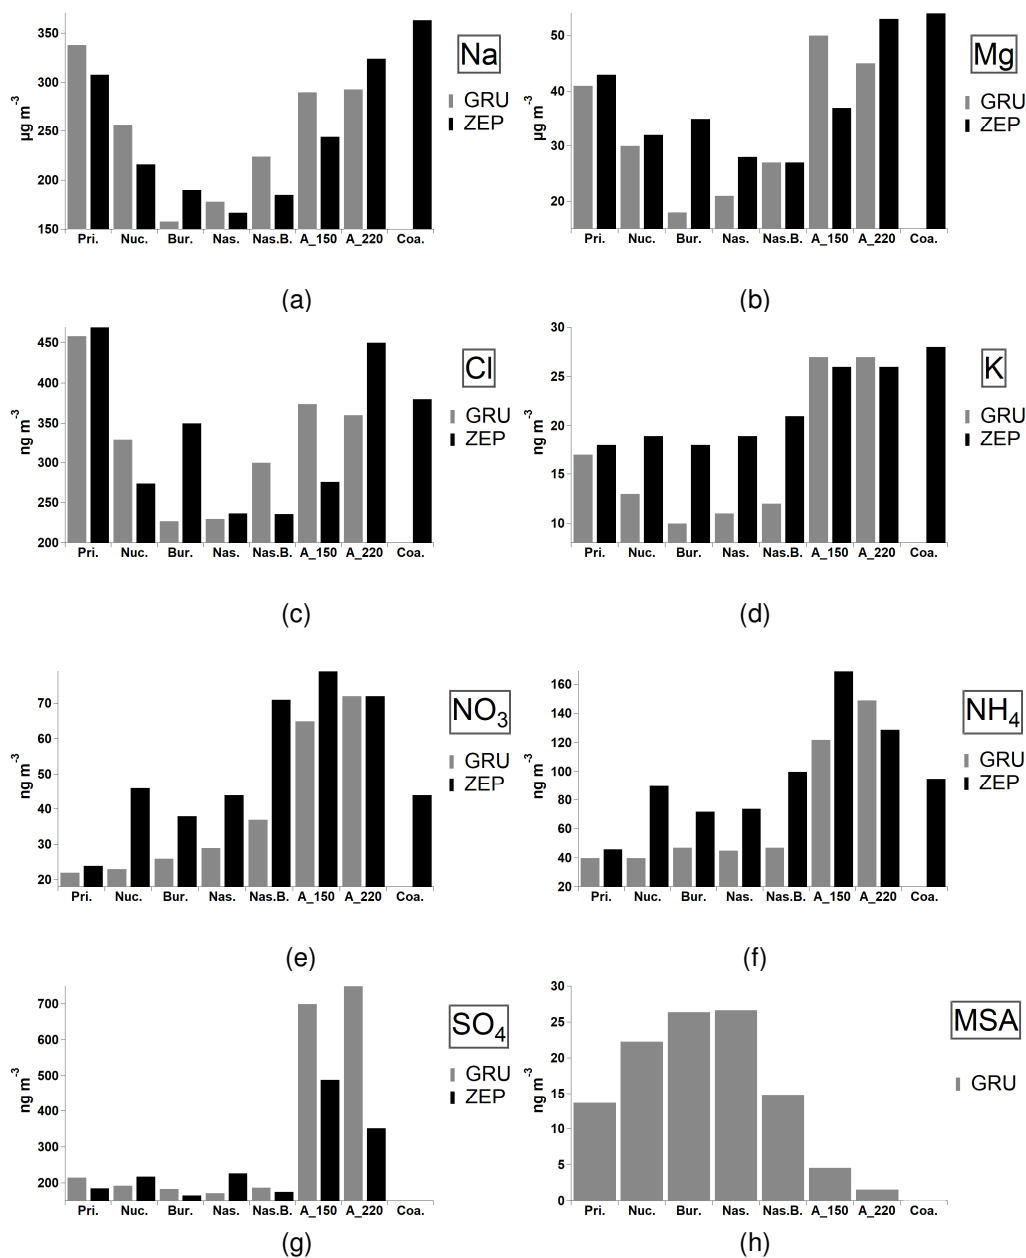 350
300
250
200
150
µg m⁻³
Na
GRU
ZEP
Pri. Nuc. Bur. Nas. Nas.B. A_150 A_220 Coa.
(a)
50
40
30
20
µg m⁻³
Mg
GRU
ZEP
Pri. Nuc. Bur. Nas. Nas.B. A_150 A_220 Coa.
(b)
450
400
350
300
250
200
ng m⁻³
Cl
GRU
ZEP
Pri. Nuc. Bur. Nas. Nas.B. A_150 A_220 Coa.
(c)
30
25
20
15
10
ng m⁻³
K
GRU
ZEP
Pri. Nuc. Bur. Nas. Nas.B. A_150 A_220 Coa.
(d)
70
60
50
40
30
20
ng m⁻³
NO₃
GRU
ZEP
Pri. Nuc. Bur. Nas. Nas.B. A_150 A_220 Coa.
(e)
160
140
120
100
80
60
40
20
ng m⁻³
NH₄
GRU
ZEP
Pri. Nuc. Bur. Nas. Nas.B. A_150 A_220 Coa.
(f)
700
600
500
400
300
200
ng m⁻³
SO₄
GRU
ZEP
Pri. Nuc. Bur. Nas. Nas.B. A_150 A_220 Coa.
(g)
30
25
20
15
10
5
0
ng m⁻³
MSA
GRU
Pri. Nuc. Bur. Nas. Nas.B. A_150 A_220 Coa.
(h)